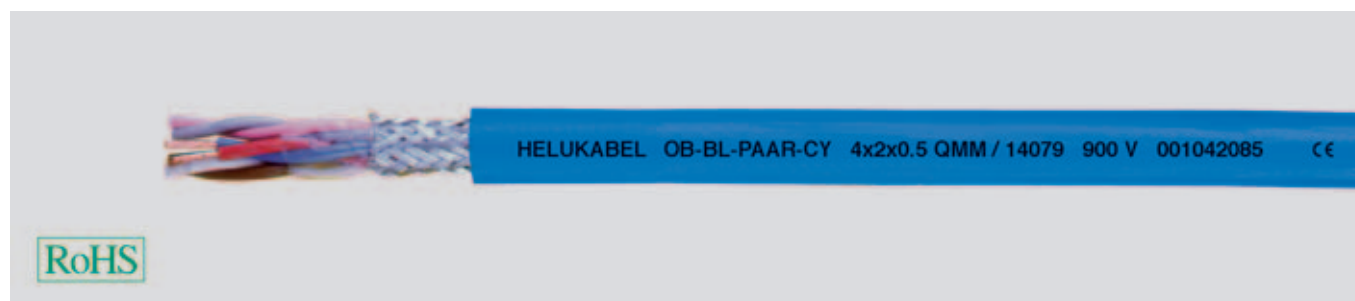 HELUKABEL OB-BL-PAAR-CY 4x2x0.5 QMM / 14079 900 V 001042085 CE
RoHS